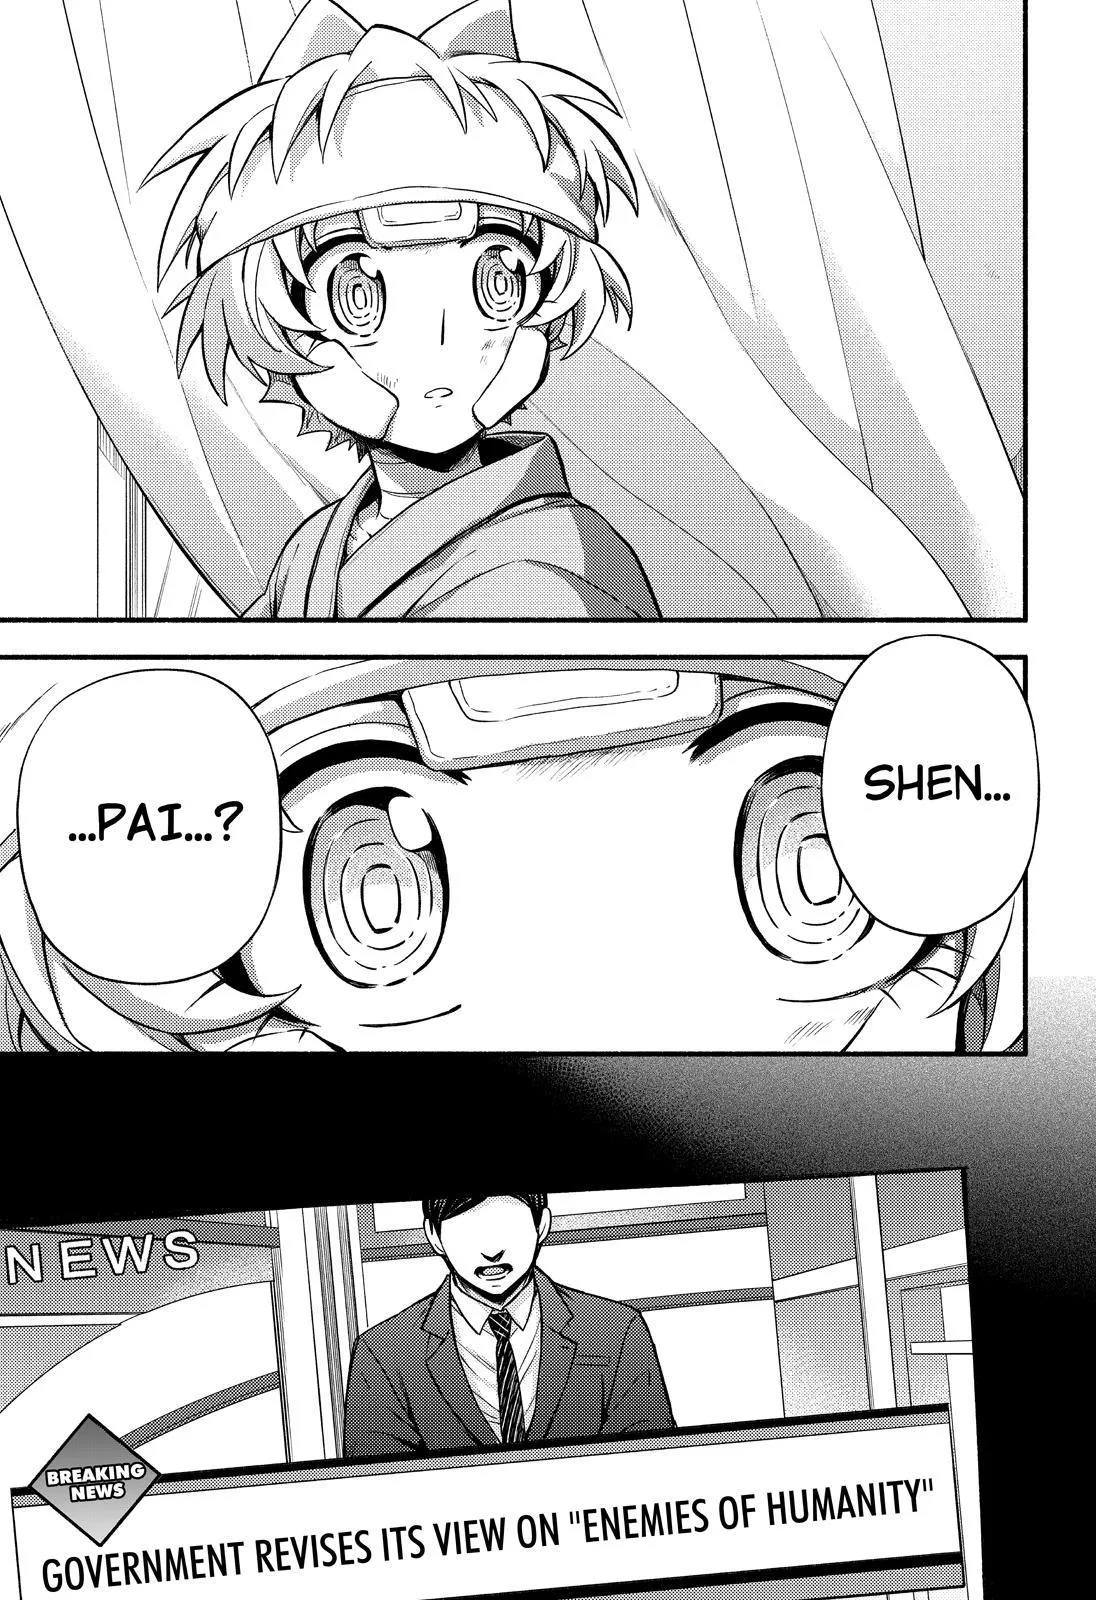 SHEN...
...PAI...?
NEWS
BREAKING
NEWS
GOVERNMENT REVISES ITS VIEW ON "ENEMIES OF HUMANITY"